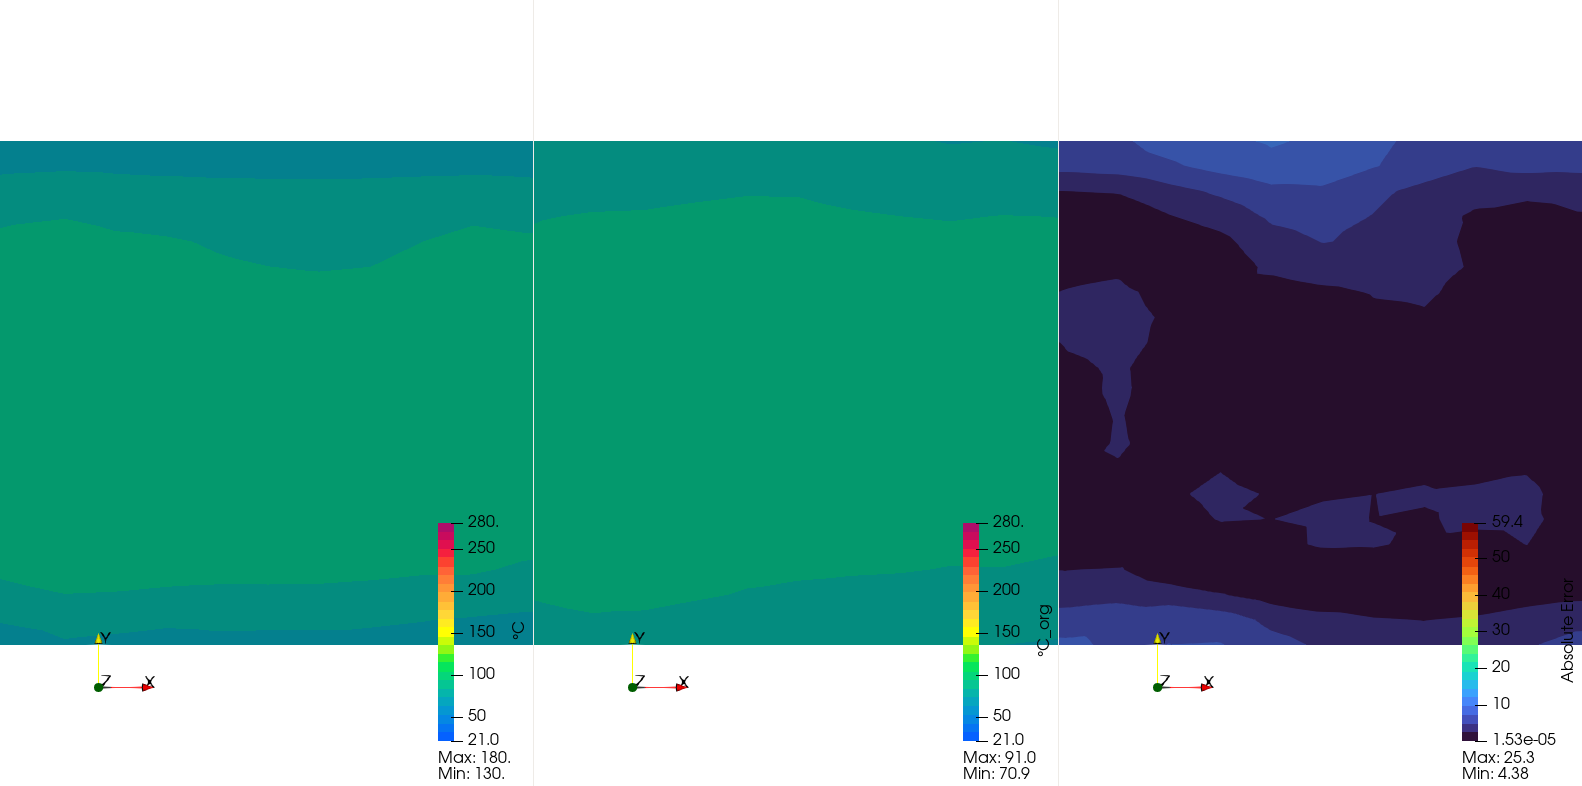 280.
250
200
150
100
50
21.0
°C
Max: 180.
Min: 130.
Y
Z
X
280.
250
200
150
100
50
21.0
°C_org
Max: 91.0
Min: 70.9
Y
Z
X
59.4
50
40
30
20
10
1.53e-05
Absolute Error
Max: 25.3
Min: 4.38
Y
Z
X